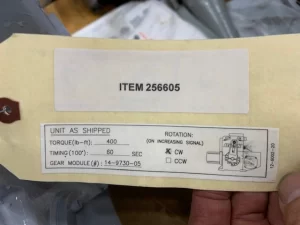 ITEM 256605
UNIT AS SHIPPED
TORQUE(lb-ft): 400
TIMING (100°): 60 SEC
GEAR MODULE(#): 14-9730-05
ROTATION:
(ON INCREASING SIGNAL)
☒ CW
☐ CCW